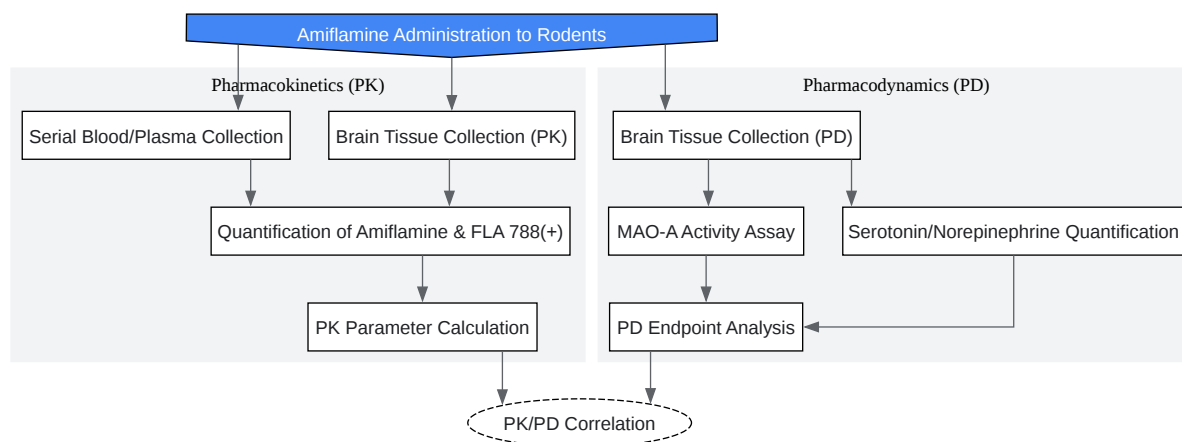 Amiflamine Administration to Rodents
Pharmacokinetics (PK)
Pharmacodynamics (PD)
Serial Blood/Plasma Collection
Brain Tissue Collection (PK)
Brain Tissue Collection (PD)
Quantification of Amiflamine & FLA 788(+)
MAO-A Activity Assay
Serotonin/Norepinephrine Quantification
PK Parameter Calculation
PD Endpoint Analysis
PK/PD Correlation